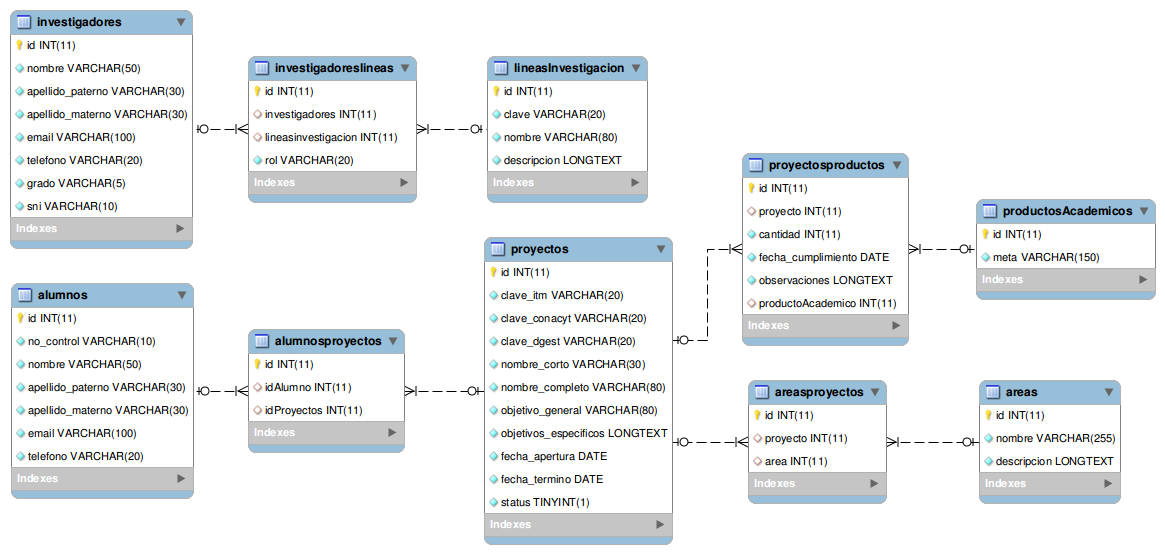 investigadores
id INT(11)
nombre VARCHAR(50)
apellido_paterno VARCHAR(30)
apellido_materno VARCHAR(30)
email VARCHAR(100)
telefono VARCHAR(20)
grado VARCHAR(5)
sni VARCHAR(10)
Indexes
investigadoreslineas
id INT(11)
investigadores INT(11)
lineasinvestigacion INT(11)
rol VARCHAR(20)
Indexes
lineasInvestigacion
id INT(11)
clave VARCHAR(20)
nombre VARCHAR(80)
descripcion LONGTEXT
Indexes
proyectosproductos
id INT(11)
proyecto INT(11)
cantidad INT(11)
fecha_cumplimiento DATE
observaciones LONGTEXT
productoAcademico INT(11)
Indexes
productosAcademicos
id INT(11)
meta VARCHAR(150)
Indexes
alumnos
id INT(11)
no_control VARCHAR(10)
nombre VARCHAR(50)
apellido_paterno VARCHAR(30)
apellido_materno VARCHAR(30)
email VARCHAR(100)
telefono VARCHAR(20)
Indexes
alumnosproyectos
id INT(11)
idAlumno INT(11)
idProyectos INT(11)
Indexes
proyectos
id INT(11)
clave_itm VARCHAR(20)
clave_conacyt VARCHAR(20)
clave_dgest VARCHAR(20)
nombre_corto VARCHAR(30)
nombre_completo VARCHAR(80)
objetivo_general VARCHAR(80)
objetivos_especificos LONGTEXT
fecha_apertura DATE
fecha_termino DATE
status TINYINT(1)
Indexes
areasproyectos
id INT(11)
proyecto INT(11)
area INT(11)
Indexes
areas
id INT(11)
nombre VARCHAR(255)
descripcion LONGTEXT
Indexes